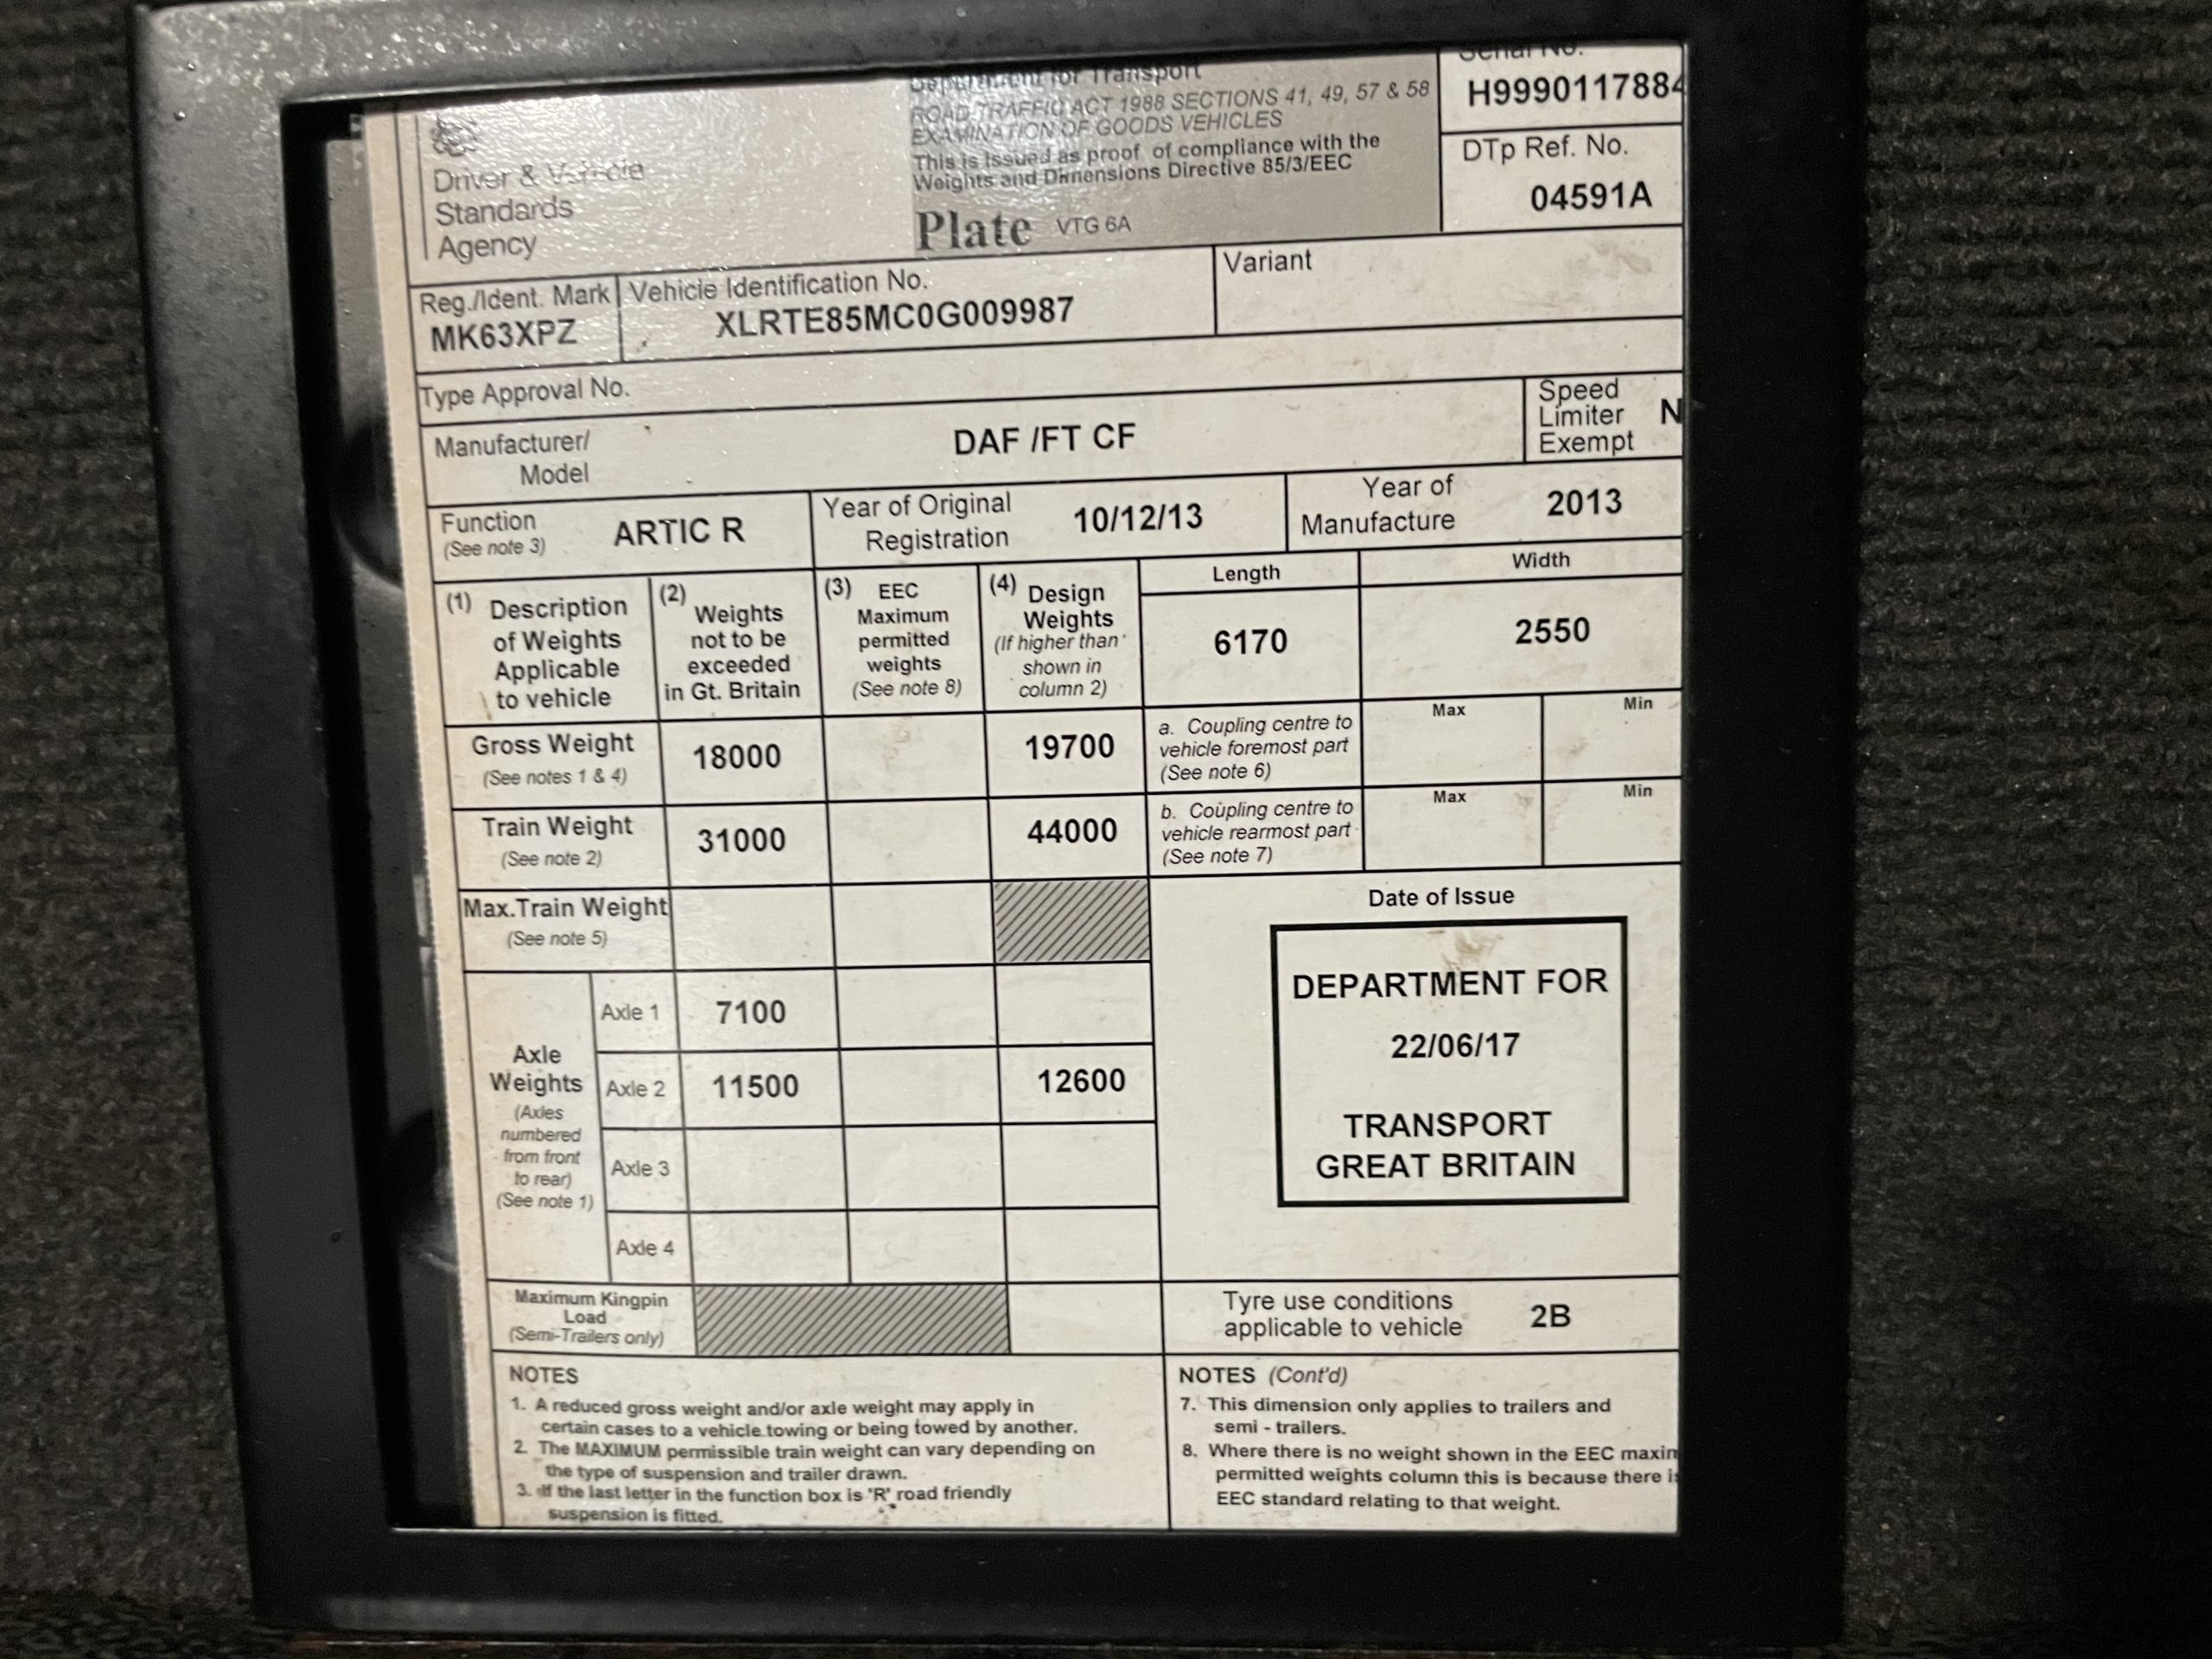 Department for Transport
ROAD TRAFFIC ACT 1988 SECTIONS 41, 49, 57 & 58
EXAMINATION OF GOODS VEHICLES
This is issued as proof of compliance with the
Weights and Dimensions Directive 85/3/EEC
Plate VTG 6A
Driver & Vehicle
Standards
Agency
Serial No.
H9990117884
DTp Ref. No.
04591A
Reg./Ident. Mark
MK63XPZ
Vehicle Identification No.
XLRTE85MC0G009987
Variant
Type Approval No.
Manufacturer/
Model
DAF /FT CF
Speed
Limiter
Exempt
N
Function
(See note 3)
ARTIC R
Year of Original
Registration
10/12/13
Year of
Manufacture
2013
(1) Description
of Weights
Applicable
to vehicle
(2)
Weights
not to be
exceeded
in Gt. Britain
(3) EEC
Maximum
permitted
weights
(See note 8)
(4) Design
Weights
(If higher than
shown in
column 2)
Length
6170
Width
2550
Gross Weight
(See notes 1 & 4)
18000
19700
a. Coupling centre to
vehicle foremost part
(See note 6)
Max
Min
Train Weight
(See note 2)
31000
44000
b. Coupling centre to
vehicle rearmost part
(See note 7)
Max
Min
Max.Train Weight
(See note 5)
Date of Issue
DEPARTMENT FOR
22/06/17
TRANSPORT
GREAT BRITAIN
Axle
Weights
(Axles
numbered
from front
to rear)
(See note 1)
Axle 1
7100
Axle 2
11500
12600
Axle 3
Axle 4
Maximum Kingpin
Load
(Semi-Trailers only)
Tyre use conditions
applicable to vehicle
2B
NOTES
1. A reduced gross weight and/or axle weight may apply in
certain cases to a vehicle towing or being towed by another.
2. The MAXIMUM permissible train weight can vary depending on
the type of suspension and trailer drawn.
3. If the last letter in the function box is 'R' road friendly
suspension is fitted.
NOTES (Cont'd)
7. This dimension only applies to trailers and
semi - trailers.
8. Where there is no weight shown in the EEC maxim
permitted weights column this is because there is
EEC standard relating to that weight.